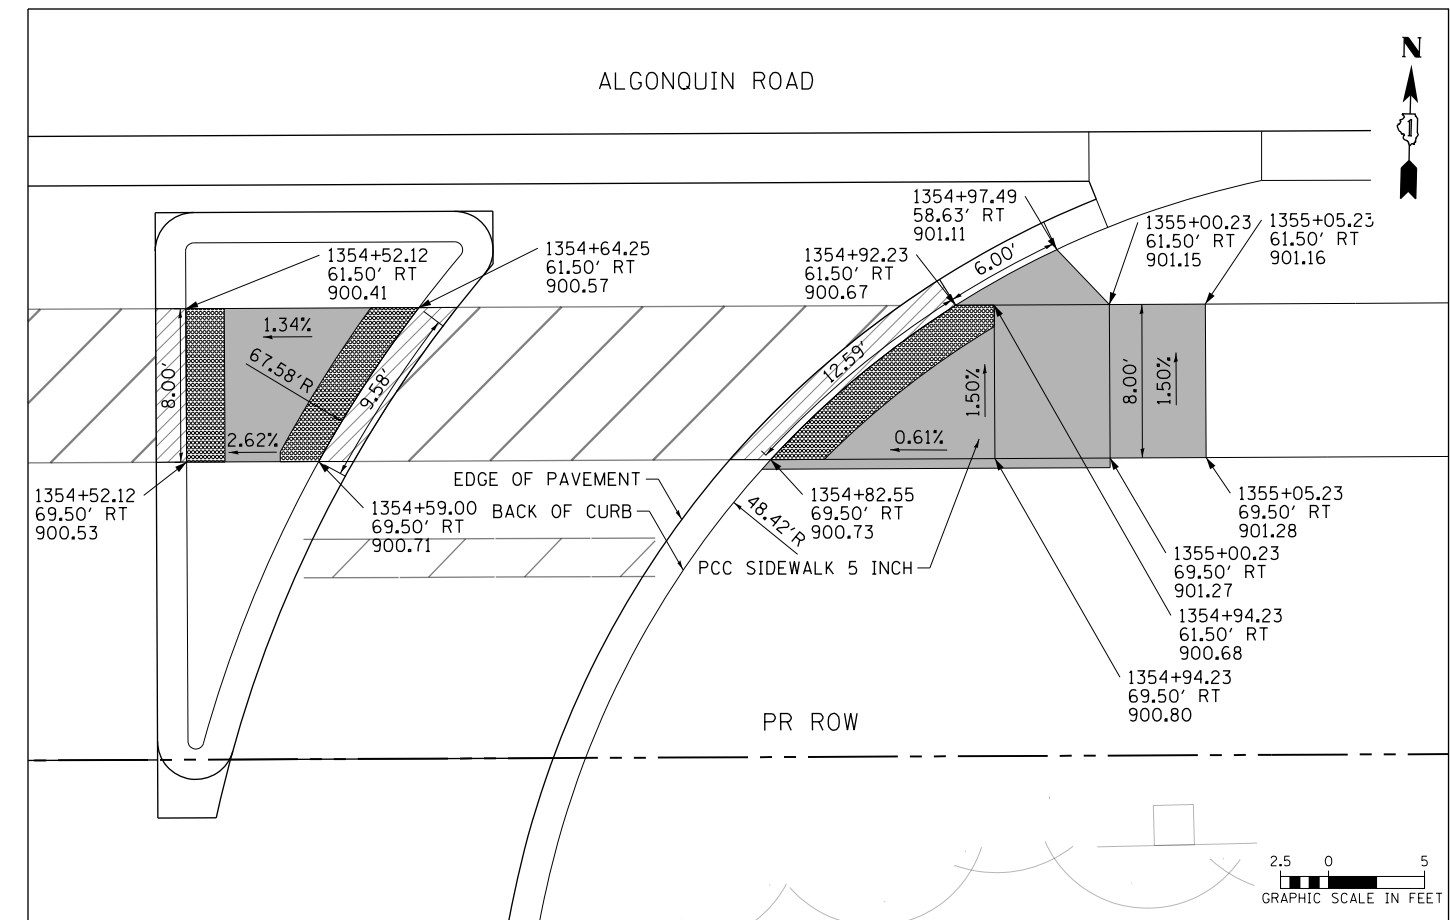 N
ALGONQUIN ROAD
1
1354+97.49
58.63' RT
901.11
1355+00.23
61.50' RT
901.15
1355+05.23
61.50' RT
901.16
1354+52.12
61.50' RT
900.41
1354+64.25
61.50' RT
900.57
1354+92.23
61.50' RT
900.67
6.00'
1.34%
67.58'R
8.00'
9.58'
2.62%
12.59'
1.50%
8.00'
1.50%
0.61%
1354+52.12
69.50' RT
900.53
1354+59.00
69.50' RT
900.71
EDGE OF PAVEMENT
BACK OF CURB
48.42'R
PCC SIDEWALK 5 INCH
1354+82.55
69.50' RT
900.73
1355+05.23
69.50' RT
901.28
1355+00.23
69.50' RT
901.27
1354+94.23
61.50' RT
900.68
1354+94.23
69.50' RT
900.80
PR ROW
2.5 0 5
GRAPHIC SCALE IN FEET